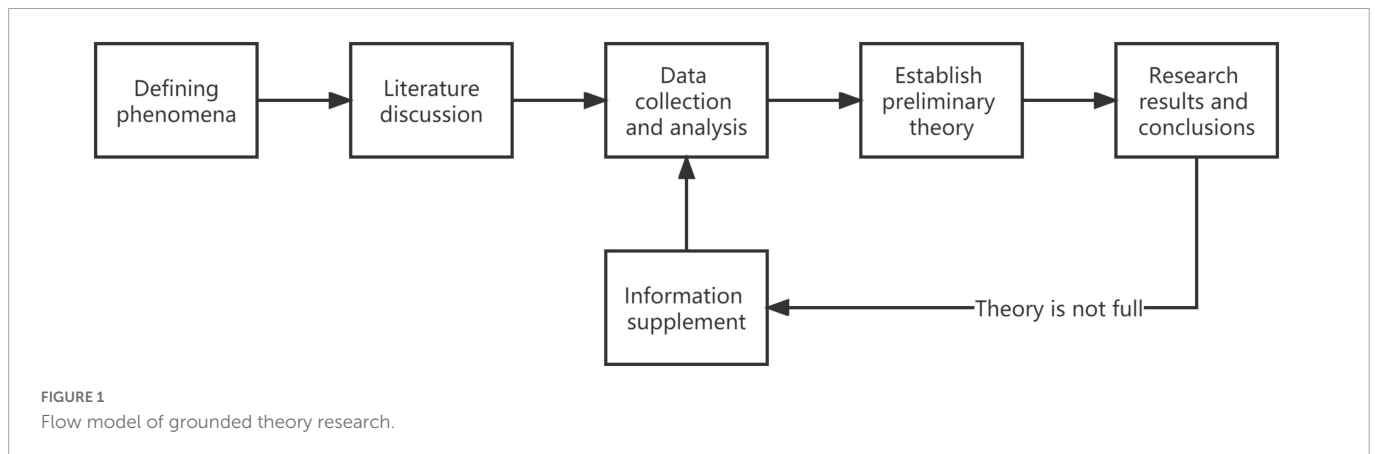 Defining
phenomena
Literature
discussion
Data
collection
and analysis
Establish
preliminary
theory
Research
results and
conclusions
Information
supplement
Theory is not full
FIGURE 1
Flow model of grounded theory research.